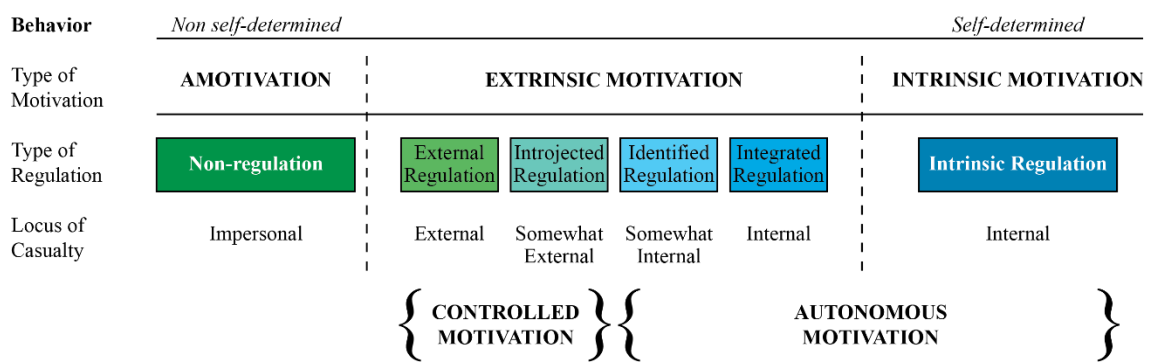 Behavior Non self-determined Self-determined
Type of Motivation AMOTIVATION EXTRINSIC MOTIVATION INTRINSIC MOTIVATION
Type of Regulation Non-regulation External Regulation Introjected Regulation Identified Regulation Integrated Regulation Intrinsic Regulation
Locus of Casualty Impersonal External Somewhat External Somewhat Internal Internal Internal
{ CONTROLLED MOTIVATION } { AUTONOMOUS MOTIVATION }